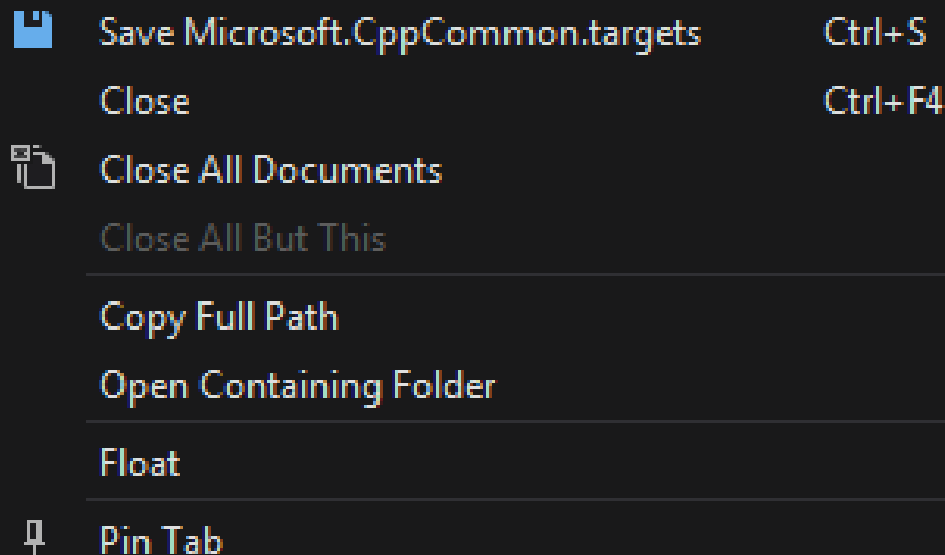 Save Microsoft.CppCommon.targets Ctrl+S
Close Ctrl+F4
Close All Documents
Close All But This
Copy Full Path
Open Containing Folder
Float
Pin Tab